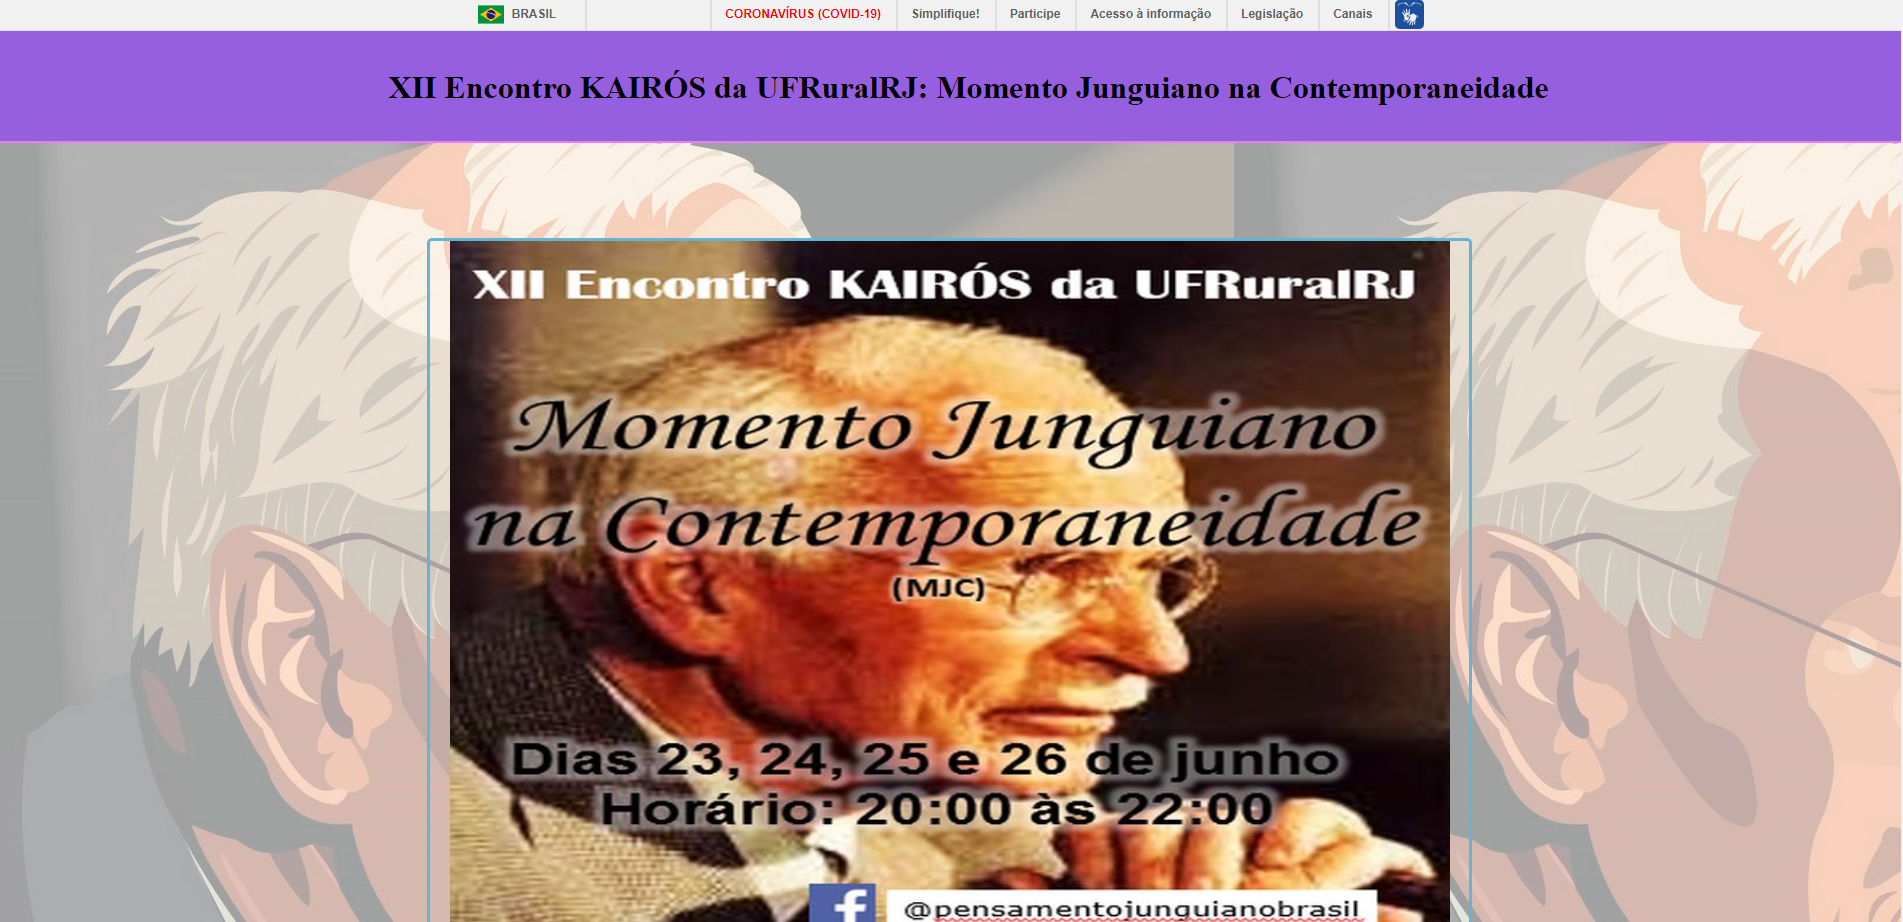 BRASIL
CORONAVÍRUS (COVID-19)
Simplifique!
Participe
Acesso à informação
Legislação
Canais
XII Encontro KAIRÓS da UFRuralRJ: Momento Junguiano na Contemporaneidade
XII Encontro KAIRÓS da UFRuralRJ
Momento Junguiano
na Contemporaneidade
(MJC)
Dias 23, 24, 25 e 26 de junho
Horário: 20:00 às 22:00
@pensamentojunguianobrasil